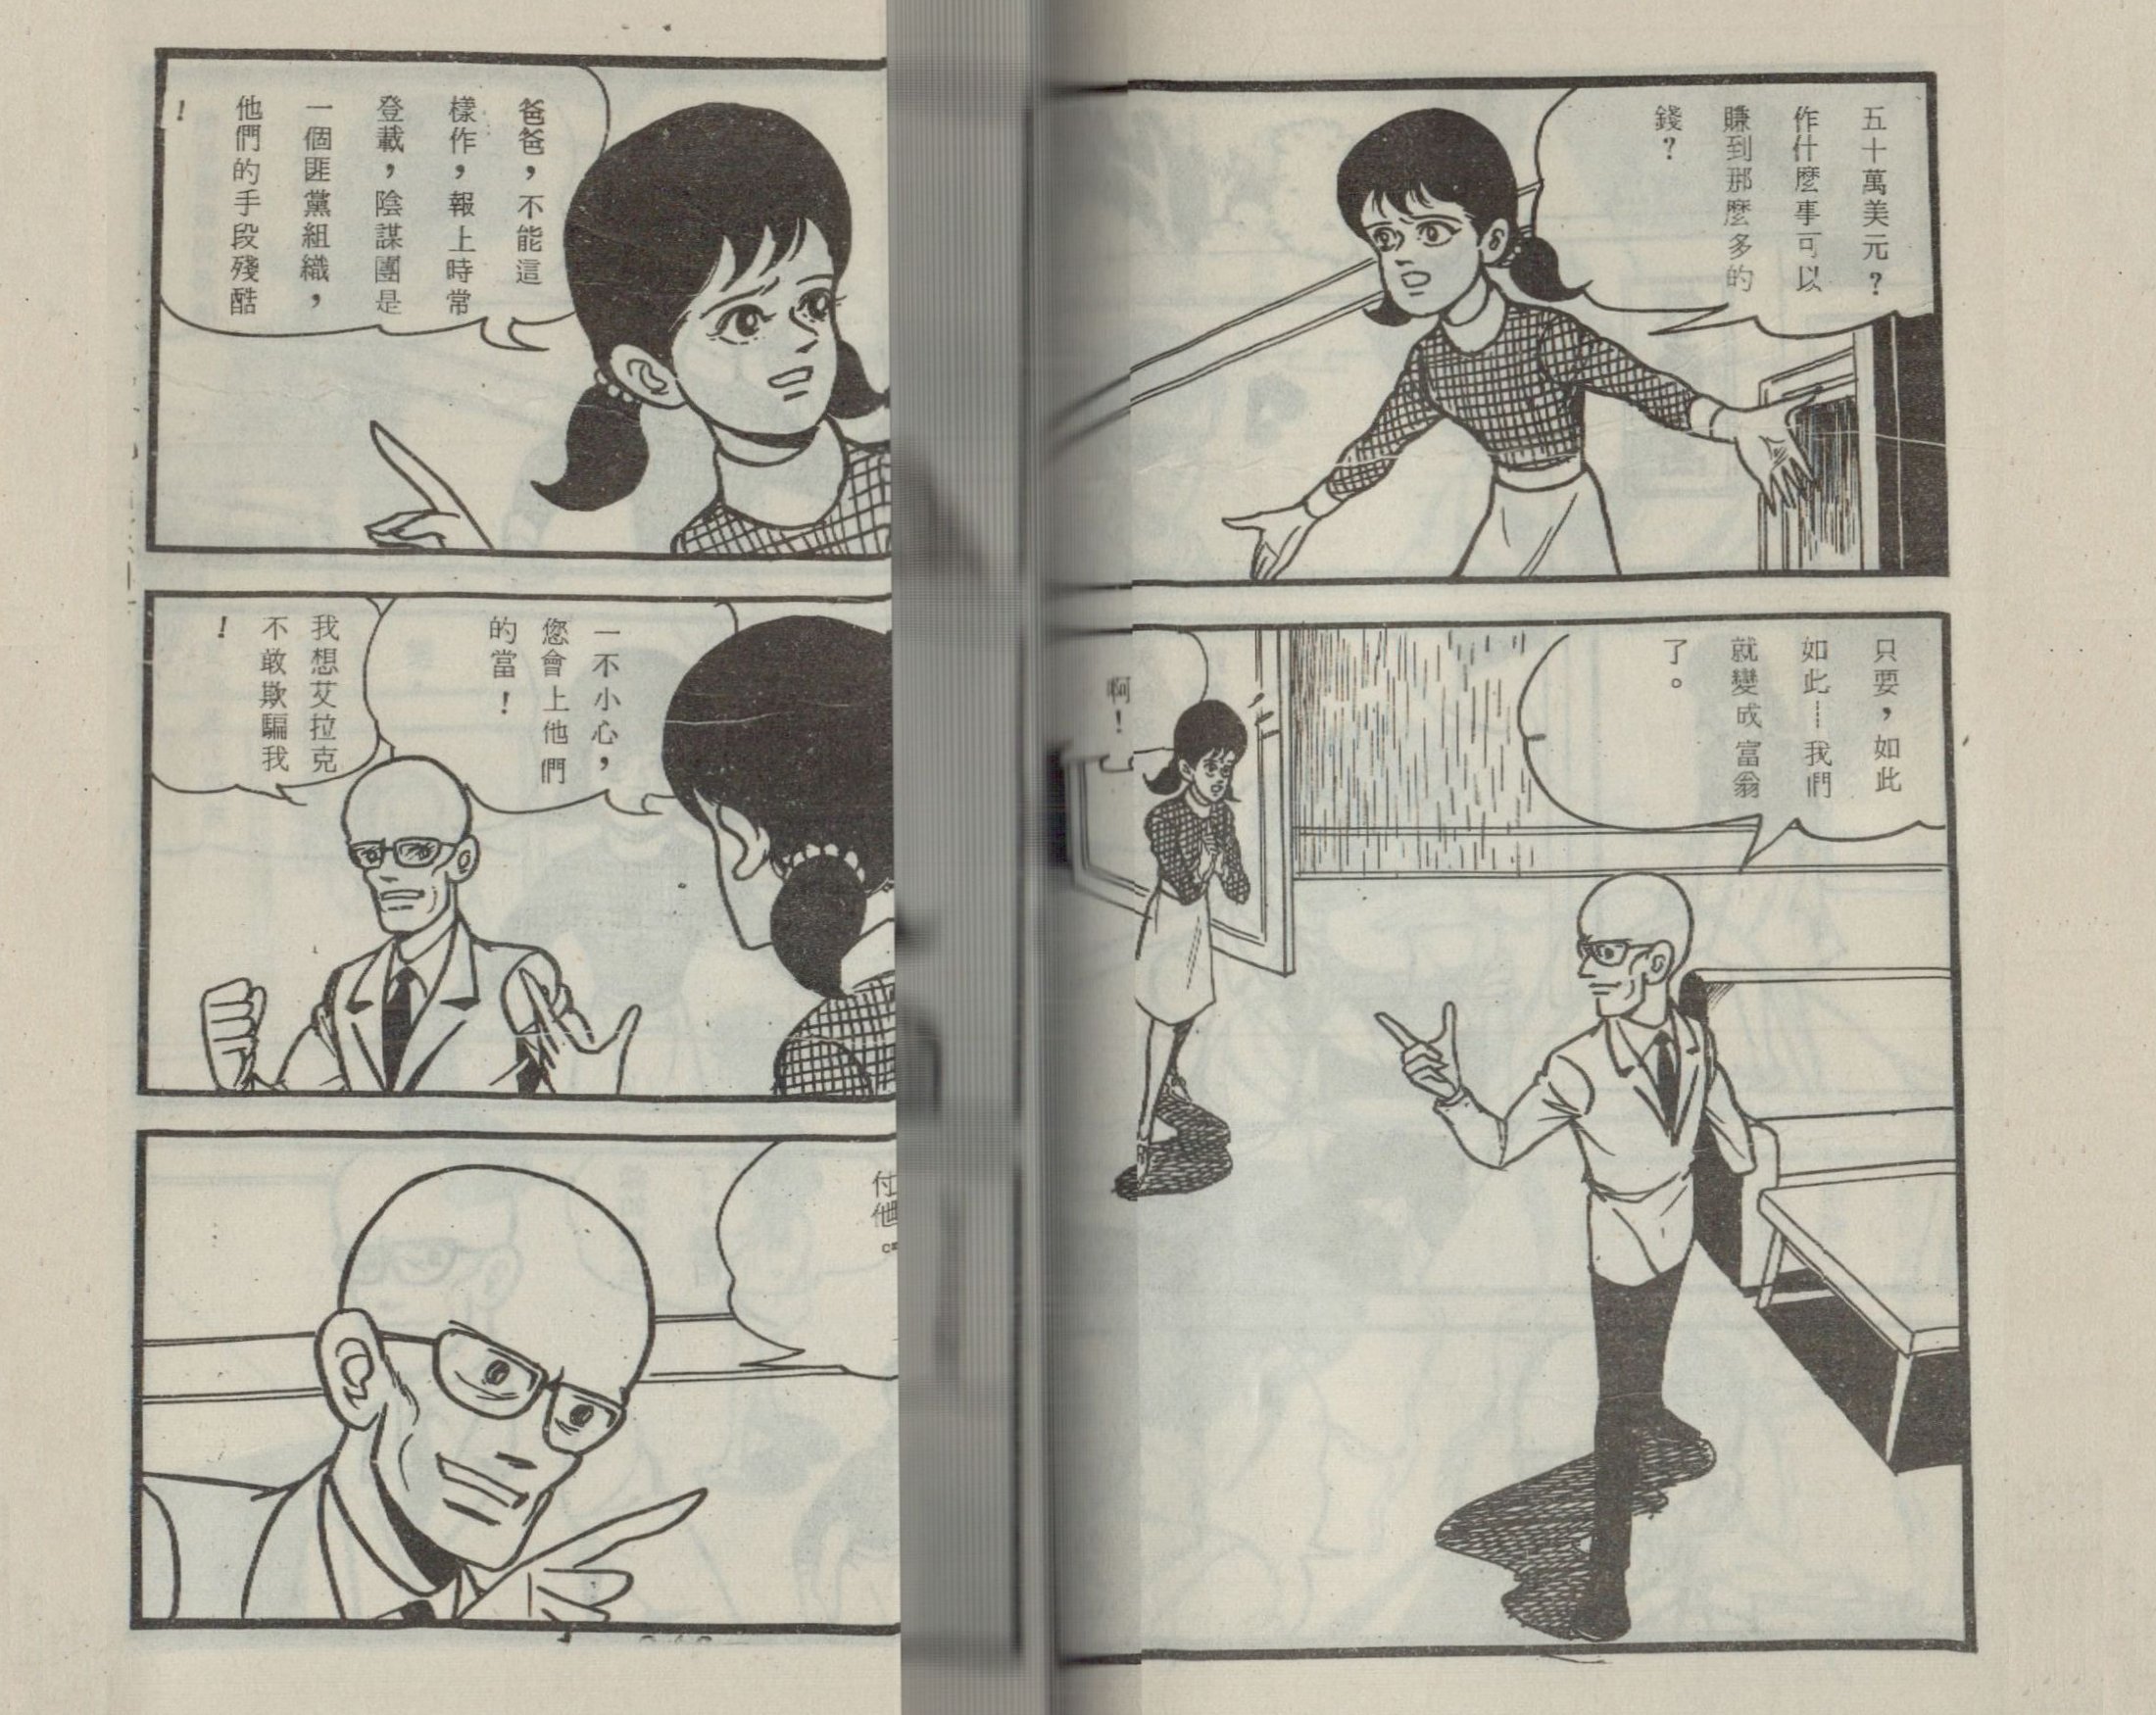 五十萬美元?
作什麼事可以
賺到那麼多的
錢?
只要,如此
如此——我們
就變成富翁
了。
啊!
爸爸,不能這
樣作,報上時常
登載,陰謀團是
一個匪黨組織,
他們的手段殘酷
!
一不小心,
您會上他們
的當!
我想艾拉克
不敢欺騙我
!
付他